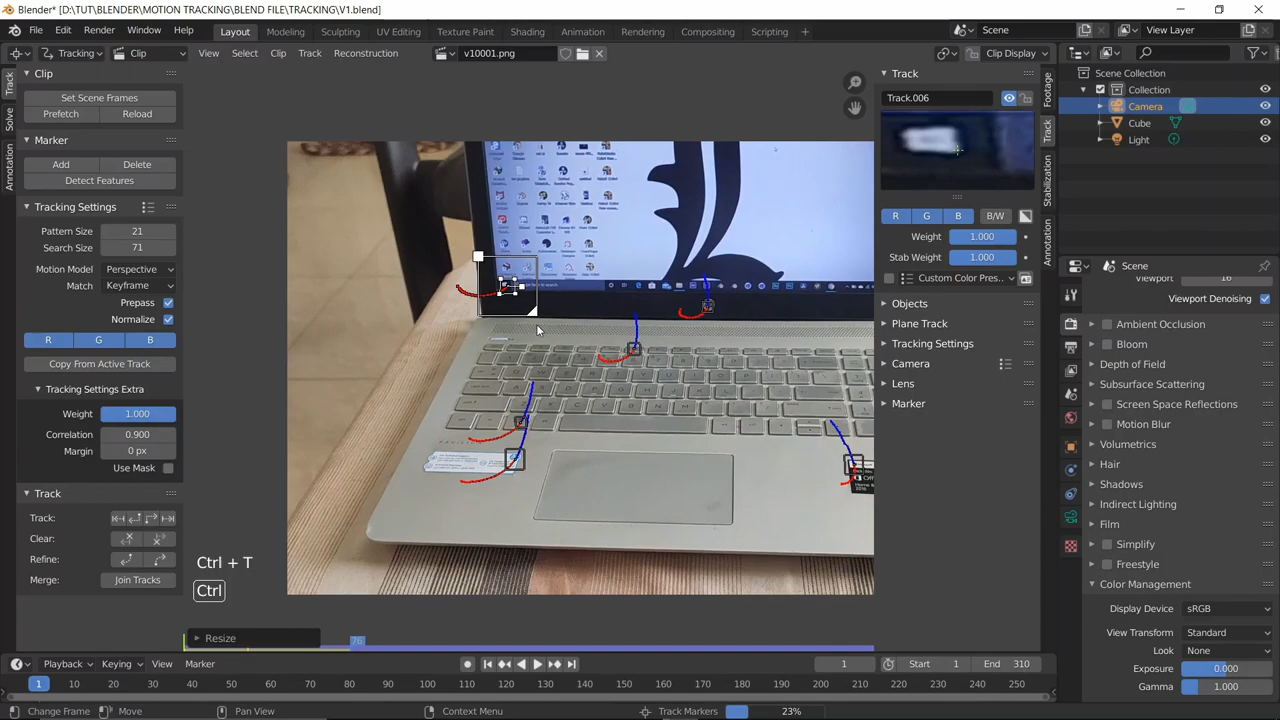 Blender* [D:\TUT\BLENDER\MOTION TRACKING\BLEND FILE\TRACKING\V1.blend]
File Edit Render Window Help Layout Modeling Sculpting UV Editing Texture Paint Shading Animation Rendering Compositing Scripting + Scene View Layer
Tracking Clip View Select Clip Track Reconstruction v10001.png Clip Display
Track
Solve
Annotation
Clip
Set Scene Frames
Prefetch Reload
Marker
Add Delete
Detect Features
Tracking Settings
Pattern Size 21
Search Size 71
Motion Model Perspective
Match Keyframe
Prepass
Normalize
R G B
Copy From Active Track
Tracking Settings Extra
Weight 1.000
Correlation 0.900
Margin 0 px
Use Mask
Track
Track:
Clear:
Refine:
Merge: Join Tracks
Ctrl + T
Ctrl
Resize
76
Track
Track.006
R G B B/W
Weight 1.000
Stab Weight 1.000
Custom Color Pres...
Objects
Plane Track
Tracking Settings
Camera
Lens
Marker
Footage
Track
Stabilization
Annotation
Scene Collection
Collection
Camera
Cube
Light
Scene
Viewport 16
Viewport Denoising
Ambient Occlusion
Bloom
Depth of Field
Subsurface Scattering
Screen Space Reflections
Motion Blur
Volumetrics
Hair
Shadows
Indirect Lighting
Film
Simplify
Freestyle
Color Management
Display Device sRGB
View Transform Standard
Look None
Exposure 0.000
Gamma 1.000
Playback Keying View Marker 1 Start 1 End 310
1 10 20 30 40 50 60 70 80 90 100 110 120 130 140 150 160 170 180 190 200 210 220 230 240 250
Change Frame Pan View Context Menu Track Markers 23%
Move